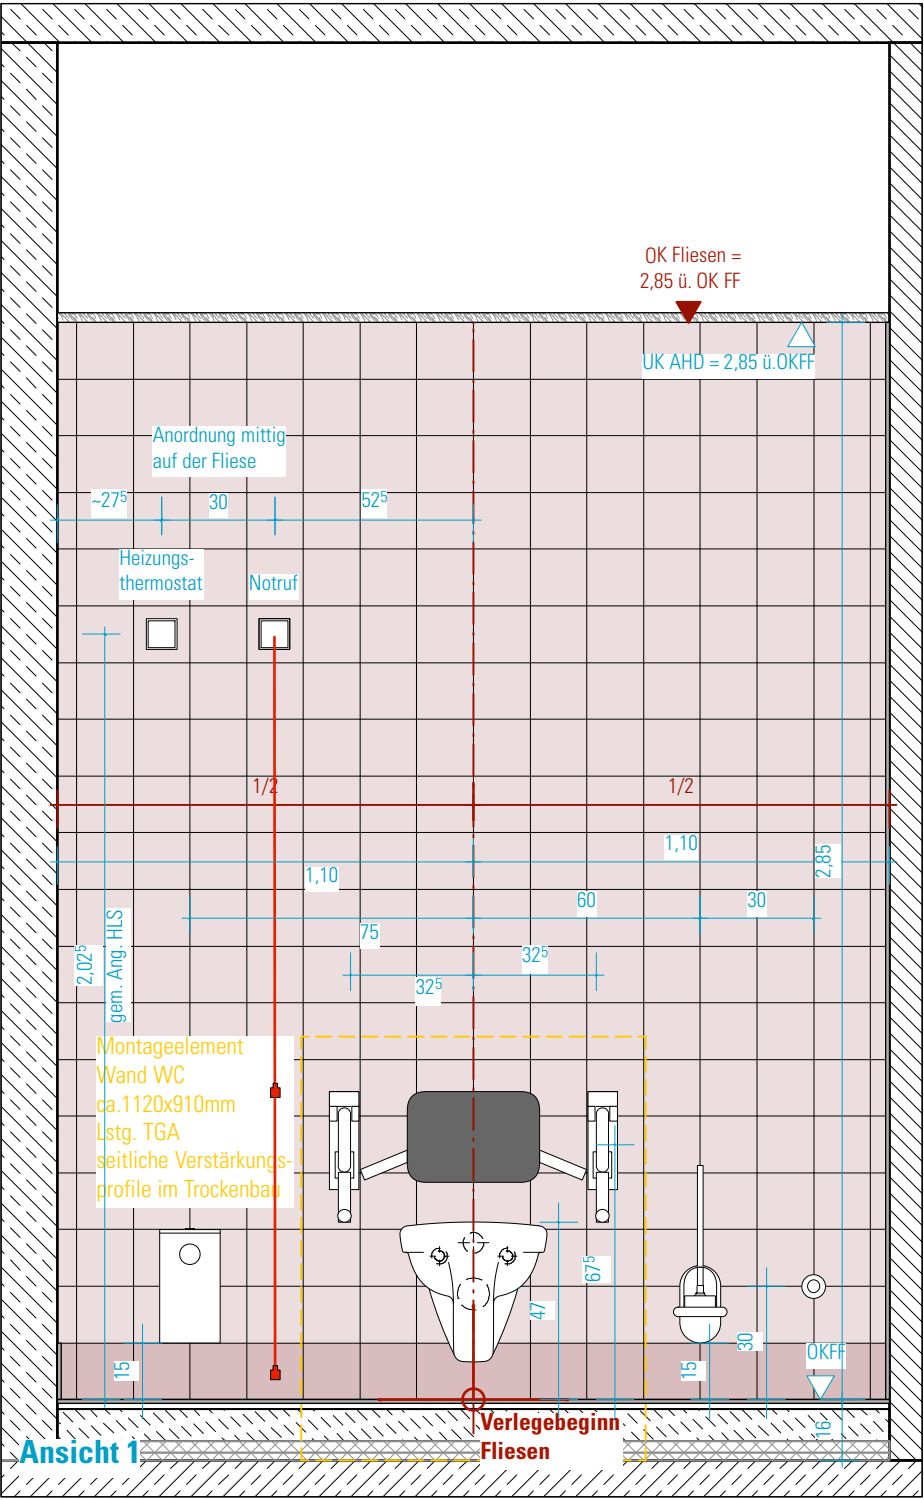 OK Fliesen =
2,85 ü. OK FF
UK AHD = 2,85 ü.OKFF
Anordnung mittig
auf der Fliese
~27⁵
30
52⁵
Heizungs-
thermostat
Notruf
1/2
1/2
1,10
1,10
2,85
60
30
75
32⁵
32⁵
2,02⁵
gem. Ang. HLS
Montageelement
Wand WC
ca.1120x910mm
Lstg. TGA
seitliche Verstärkungs-
profile im Trockenbau
67⁵
47
30
15
15
OKFF
16
Verlegebeginn
Fliesen
Ansicht 1